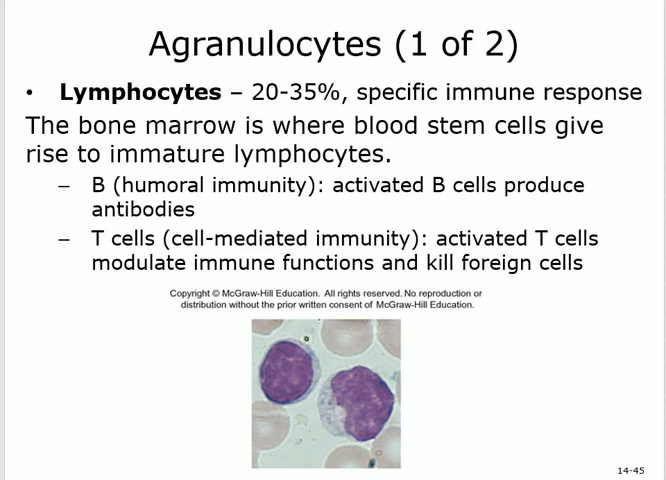 Agranulocytes (1 of 2)
• Lymphocytes – 20-35%, specific immune response
The bone marrow is where blood stem cells give
rise to immature lymphocytes.
– B (humoral immunity): activated B cells produce
antibodies
– T cells (cell-mediated immunity): activated T cells
modulate immune functions and kill foreign cells
Copyright © McGraw-Hill Education. All rights reserved. No reproduction or
distribution without the prior written consent of McGraw-Hill Education.
14-45